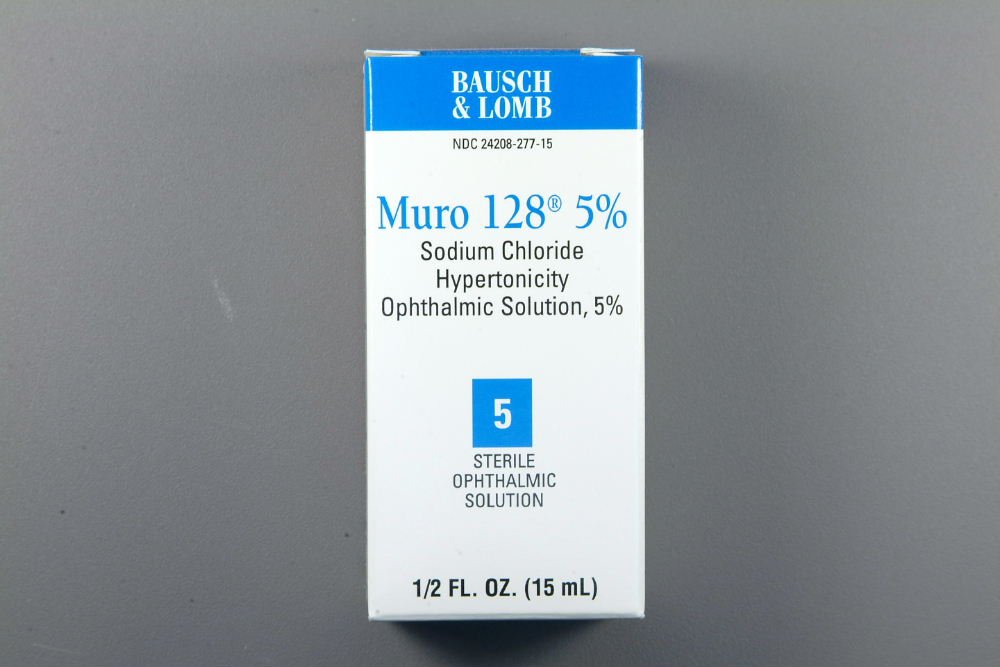 BAUSCH
& LOMB
NDC 24208-277-15
Muro 128® 5%
Sodium Chloride
Hypertonicity
Ophthalmic Solution, 5%
5
STERILE
OPHTHALMIC
SOLUTION
1/2 FL. OZ. (15 mL)